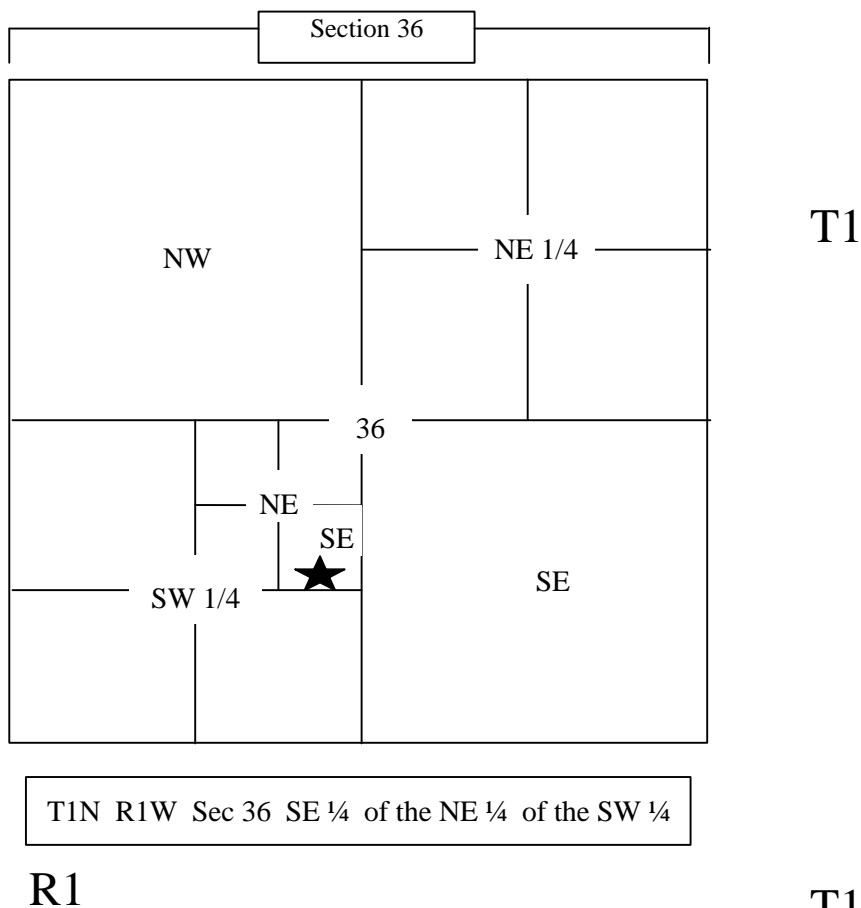 Section 36
T1
NW
NE 1/4
36
NE
SE
SW 1/4
SE
T1N R1W Sec 36 SE ¼ of the NE ¼ of the SW ¼
R1
T1